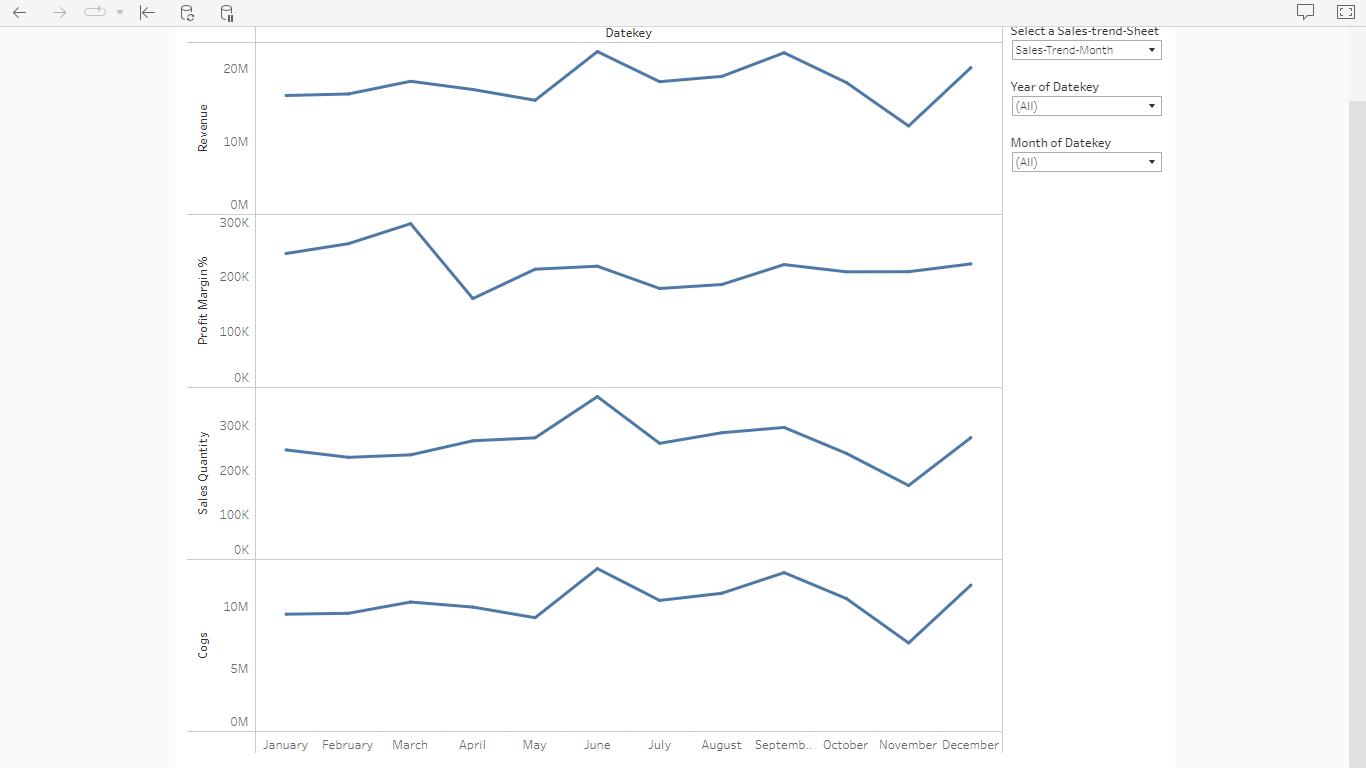 Datekey
Select a Sales-trend-Sheet
Sales-Trend-Month
Year of Datekey
(All)
Month of Datekey
(All)
Revenue
20M
10M
0M
Profit Margin%
300K
200K
100K
0K
Sales Quantity
300K
200K
100K
0K
Cogs
10M
5M
0M
January February March April May June July August Septemb.. October November December